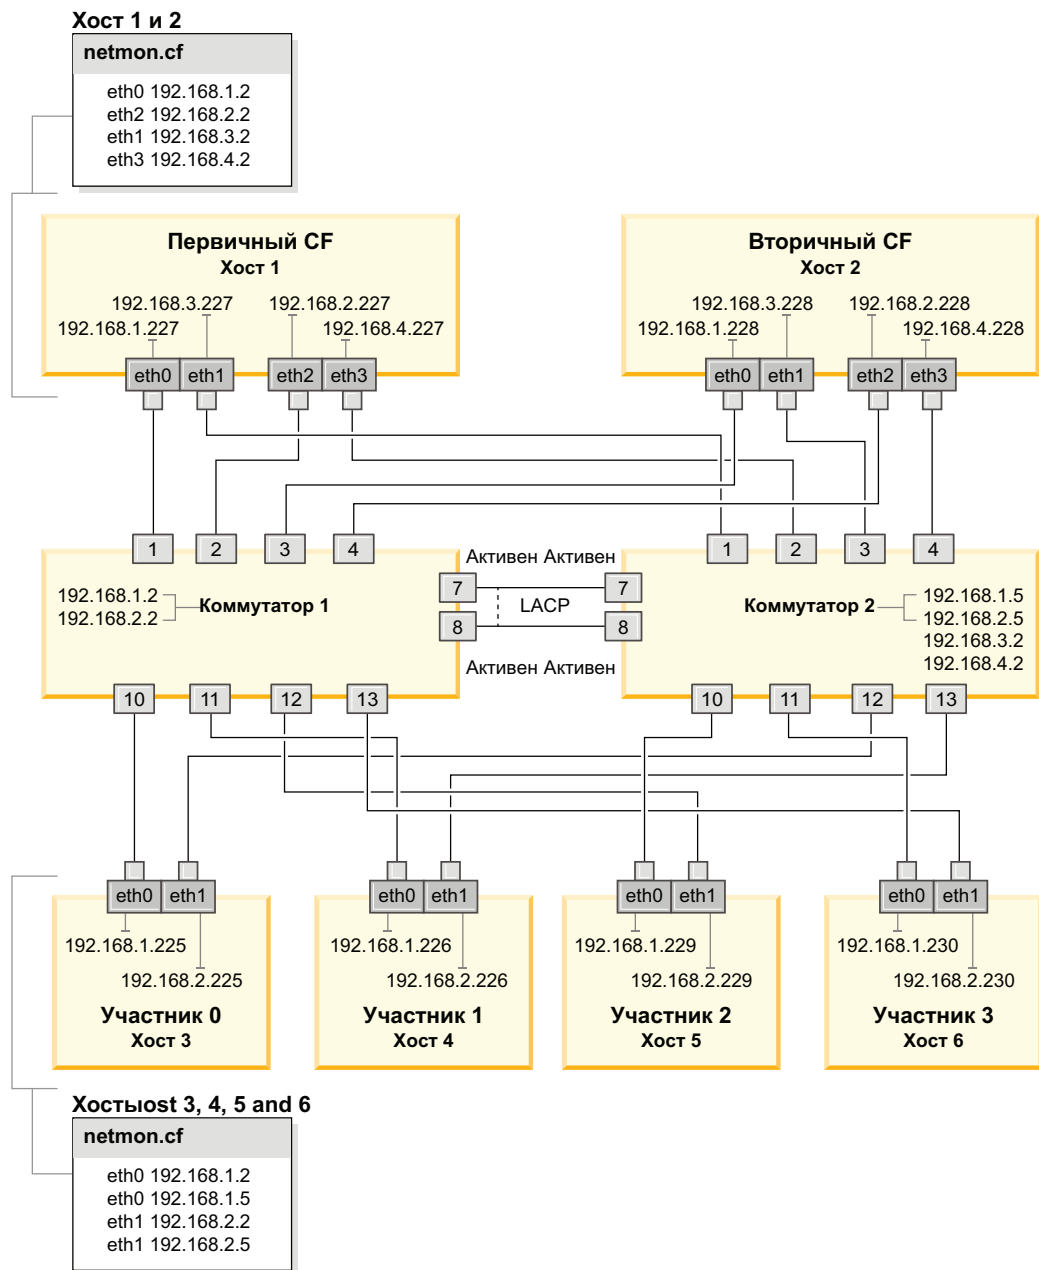 Хост 1 и 2
netmon.cf
eth0 192.168.1.2
eth2 192.168.2.2
eth1 192.168.3.2
eth3 192.168.4.2
Первичный CF
Хост 1
192.168.3.227 192.168.2.227
192.168.1.227 192.168.4.227
eth0 eth1 eth2 eth3
Вторичный CF
Хост 2
192.168.3.228 192.168.2.228
192.168.1.228 192.168.4.228
eth0 eth1 eth2 eth3
1 2 3 4
1 2 3 4
Активен Активен
7 7
LACP
8 8
Активен Активен
192.168.1.2
192.168.2.2
Коммутатор 1
Коммутатор 2
192.168.1.5
192.168.2.5
192.168.3.2
192.168.4.2
10 11 12 13
10 11 12 13
eth0 eth1
192.168.1.225
192.168.2.225
Участник 0
Хост 3
eth0 eth1
192.168.1.226
192.168.2.226
Участник 1
Хост 4
eth0 eth1
192.168.1.229
192.168.2.229
Участник 2
Хост 5
eth0 eth1
192.168.1.230
192.168.2.230
Участник 3
Хост 6
Хостыost 3, 4, 5 and 6
netmon.cf
eth0 192.168.1.2
eth0 192.168.1.5
eth1 192.168.2.2
eth1 192.168.2.5